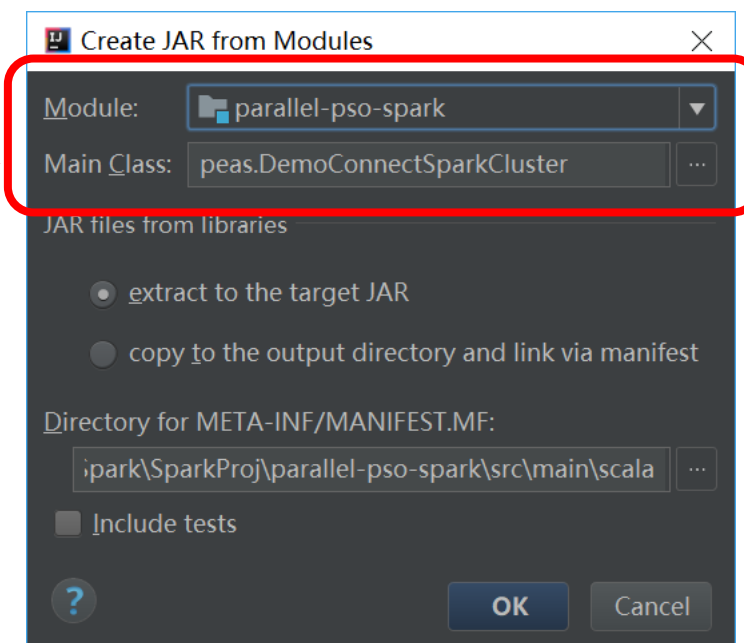 Create JAR from Modules
Module: parallel-pso-spark
Main Class: peas.DemoConnectSparkCluster ...
JAR files from libraries
extract to the target JAR
copy to the output directory and link via manifest
Directory for META-INF/MANIFEST.MF:
park\SparkProj\parallel-pso-spark\src\main\scala ...
Include tests
? OK Cancel